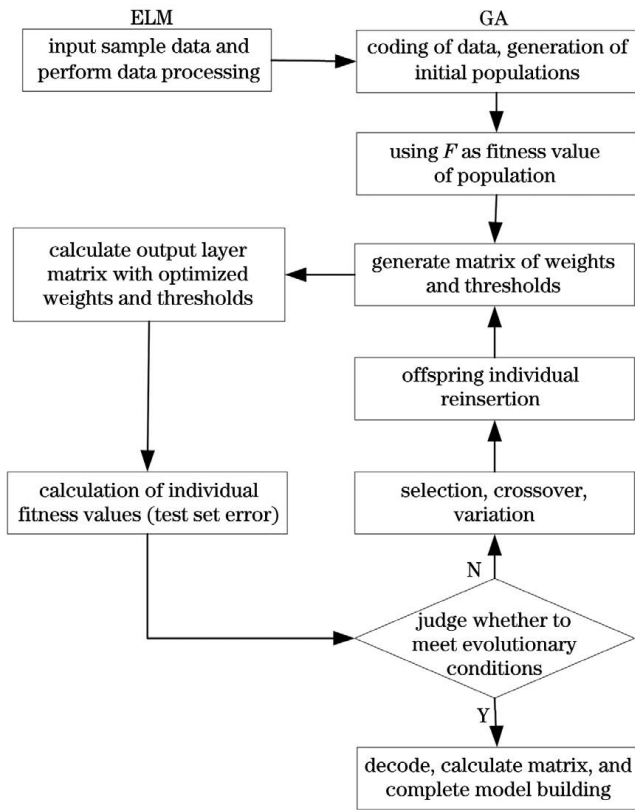 ELM
GA
input sample data and
perform data processing
coding of data, generation of
initial populations
using F as fitness value
of population
calculate output layer
matrix with optimized
weights and thresholds
generate matrix of weights
and thresholds
offspring individual
reinsertion
calculation of individual
fitness values (test set error)
selection, crossover,
variation
N
judge whether to
meet evolutionary
conditions
Y
decode, calculate matrix, and
complete model building